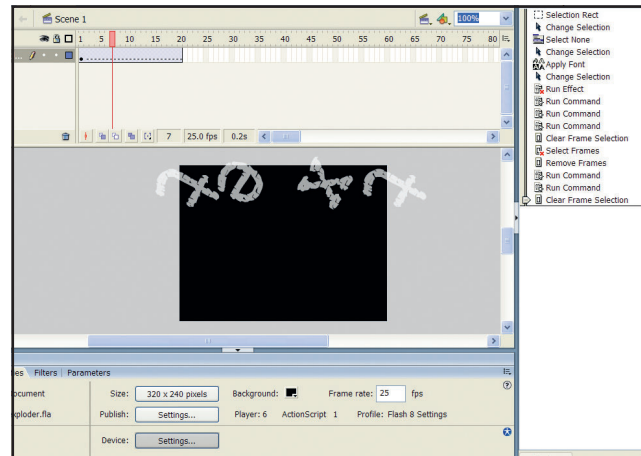 Scene 1
100%
1 5 10 15 20 25 30 35 40 45 50 55 60 65 70 75 80
...
7 25.0 fps 0.2s
Filters Parameters
Size: 320 x 240 pixels Background: Frame rate: 25 fps
xploder.fla Publish: Settings... Player: 6 ActionScript 1 Profile: Flash 8 Settings
Device: Settings...
Selection Rect
Change Selection
Select None
Change Selection
Apply Font
Change Selection
Run Effect
Run Command
Run Command
Run Command
Clear Frame Selection
Select Frames
Remove Frames
Run Command
Run Command
Clear Frame Selection